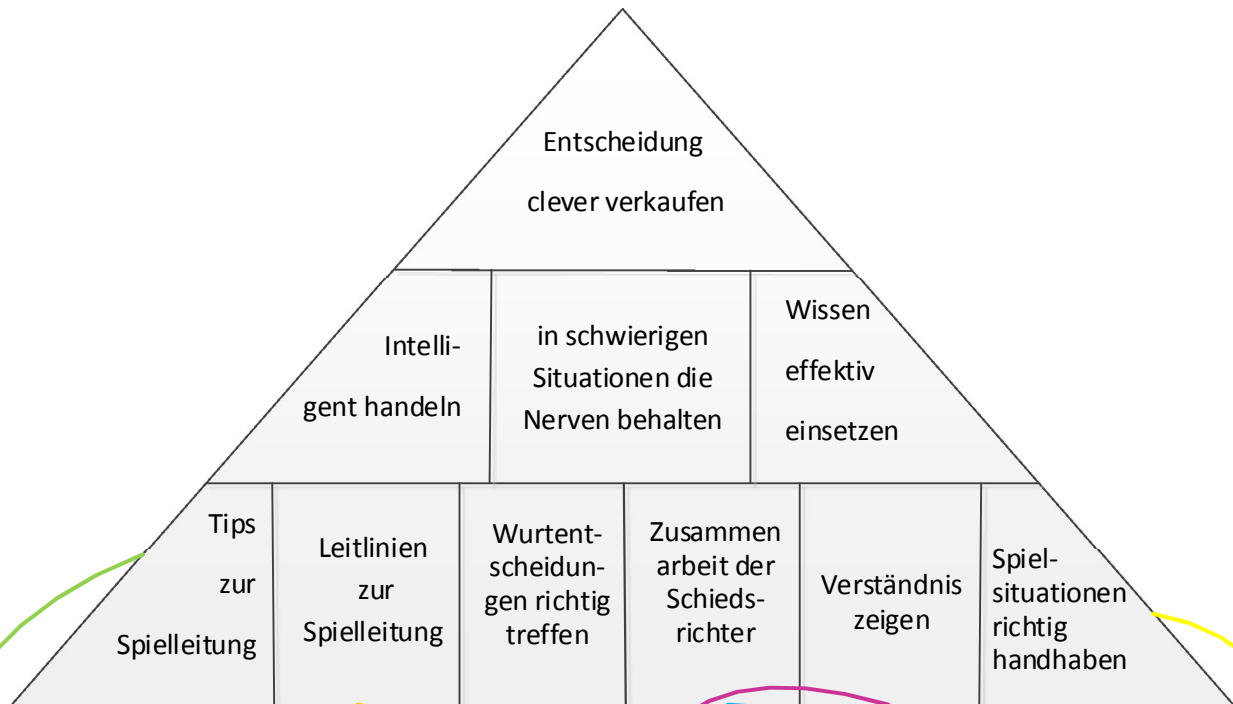 Entscheidung
clever verkaufen
Intelli-
gent handeln
in schwierigen
Situationen die
Nerven behalten
Wissen
effektiv
einsetzen
Tips
zur
Spielleitung
Leitlinien
zur
Spielleitung
Wurtent-
scheidun-
gen richtig
treffen
Zusammen
arbeit der
Schieds-
richter
Verständnis
zeigen
Spiel-
situationen
richtig
handhaben